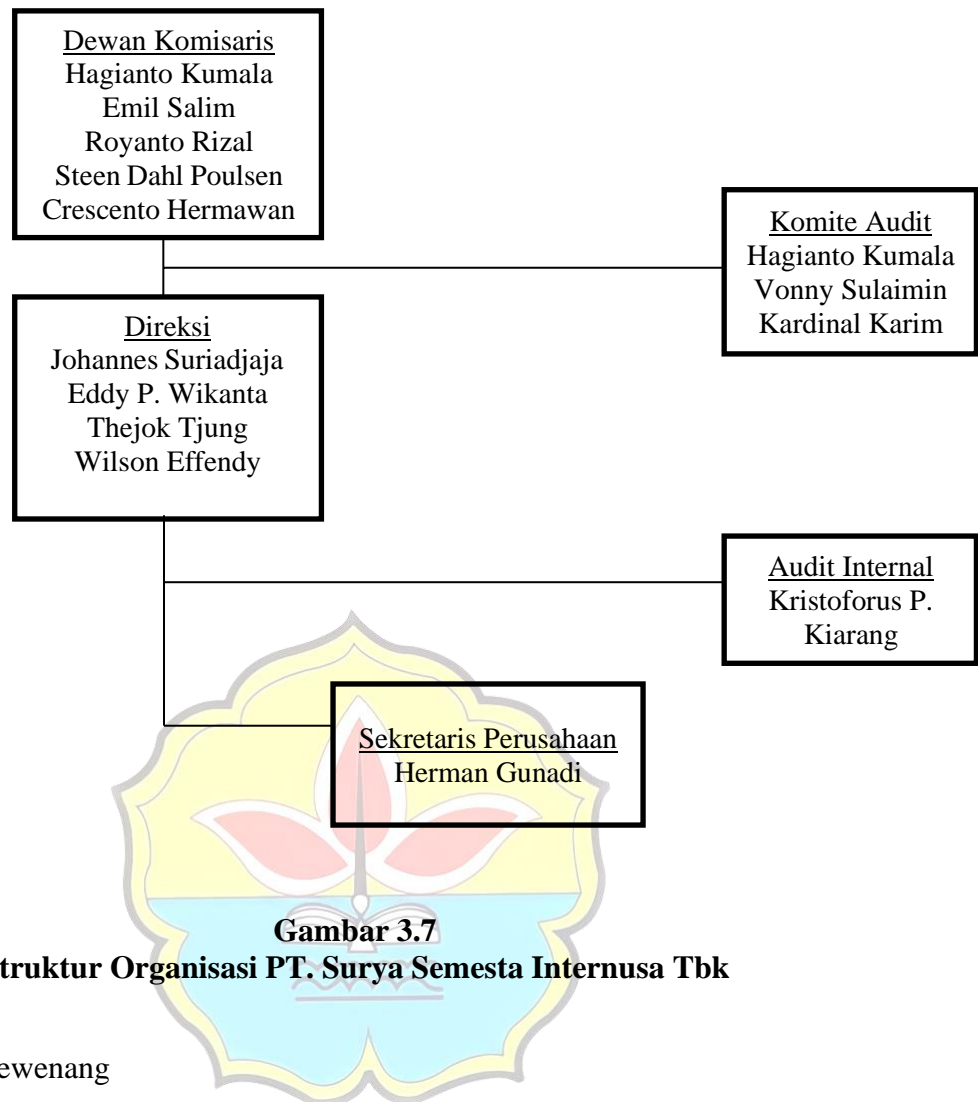 Dewan Komisaris
Hagianto Kumala
Emil Salim
Royanto Rizal
Steen Dahl Poulsen
Crescento Hermawan
Komite Audit
Hagianto Kumala
Vonny Sulaimin
Kardinal Karim
Direksi
Johannes Suriadjaja
Eddy P. Wikanta
Thejok Tjung
Wilson Effendy
Audit Internal
Kristoforus P.
Kiarang
Sekretaris Perusahaan
Herman Gunadi
Gambar 3.7
truktur Organisasi PT. Surya Semesta Internusa Tbk
ewenang